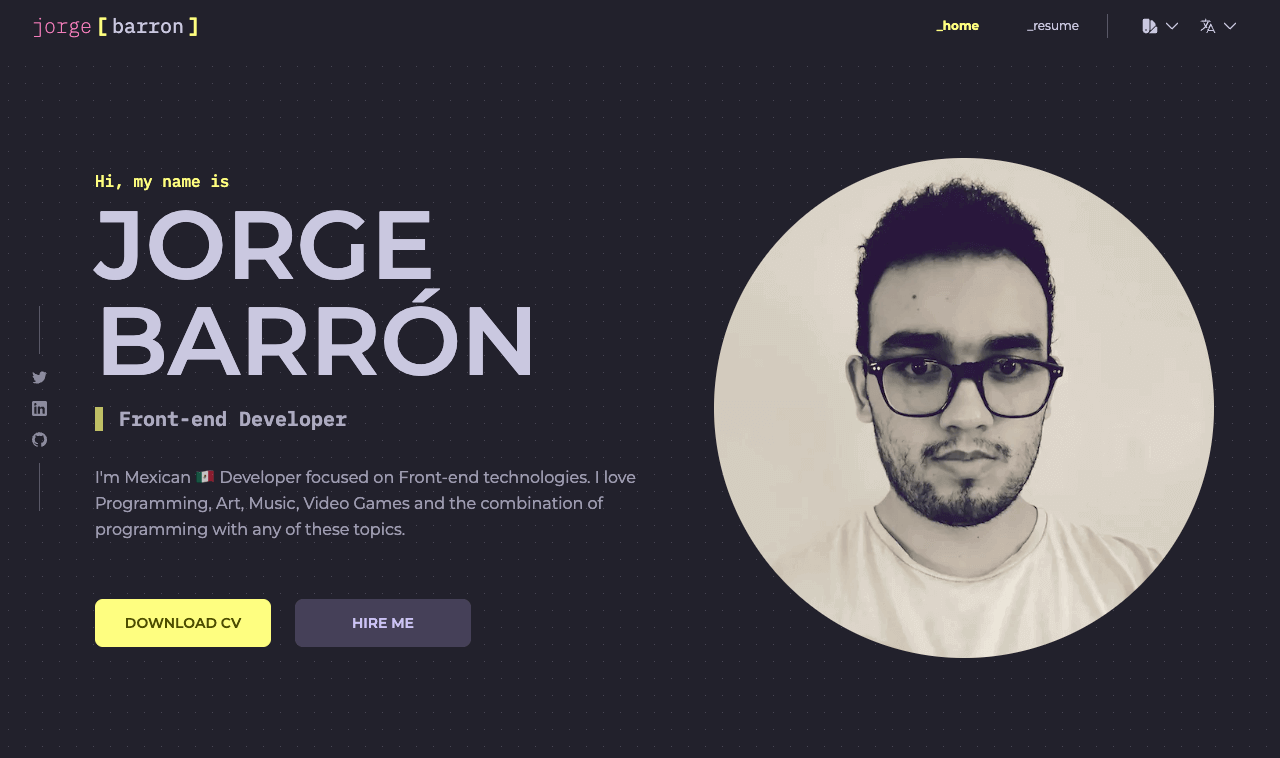 jorge[barron]
_home
_resume
Hi, my name is
JORGE
BARRÓN
Front-end Developer
I'm Mexican 🇲🇽 Developer focused on Front-end technologies. I love
Programming, Art, Music, Video Games and the combination of
programming with any of these topics.
DOWNLOAD CV
HIRE ME